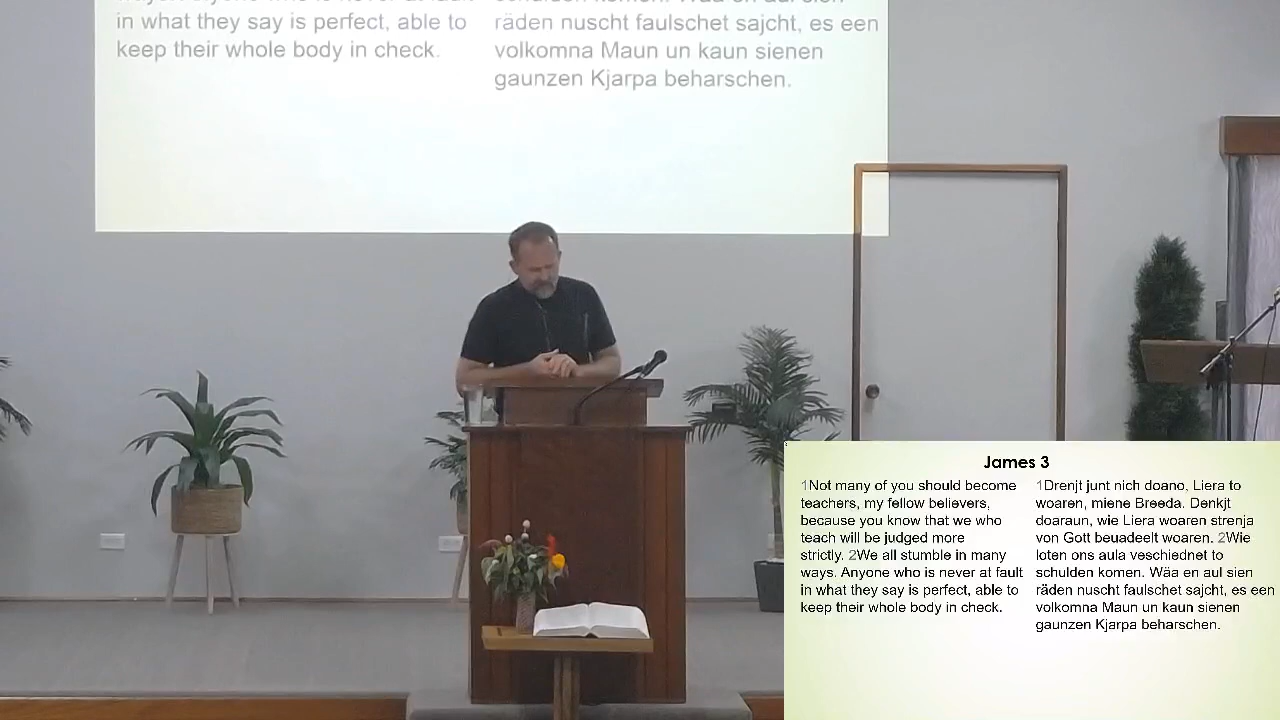 in what they say is perfect, able to
keep their whole body in check.
räden nuscht faulschet sajcht, es een
volkomna Maun un kaun sienen
gaunzen Kjarpa beharschen.
James 3
1Not many of you should become
teachers, my fellow believers,
because you know that we who
teach will be judged more
strictly. 2We all stumble in many
ways. Anyone who is never at fault
in what they say is perfect, able to
keep their whole body in check.
1Drenjt junt nich doano, Liera to
woaren, miene Breeda. Denkjt
doaraun, wie Liera woaren strenja
von Gott beuadeelt woaren. 2Wie
loten ons aula veschiednet to
schulden komen. Wäa en aul sien
räden nuscht faulschet sajcht, es een
volkomna Maun un kaun sienen
gaunzen Kjarpa beharschen.